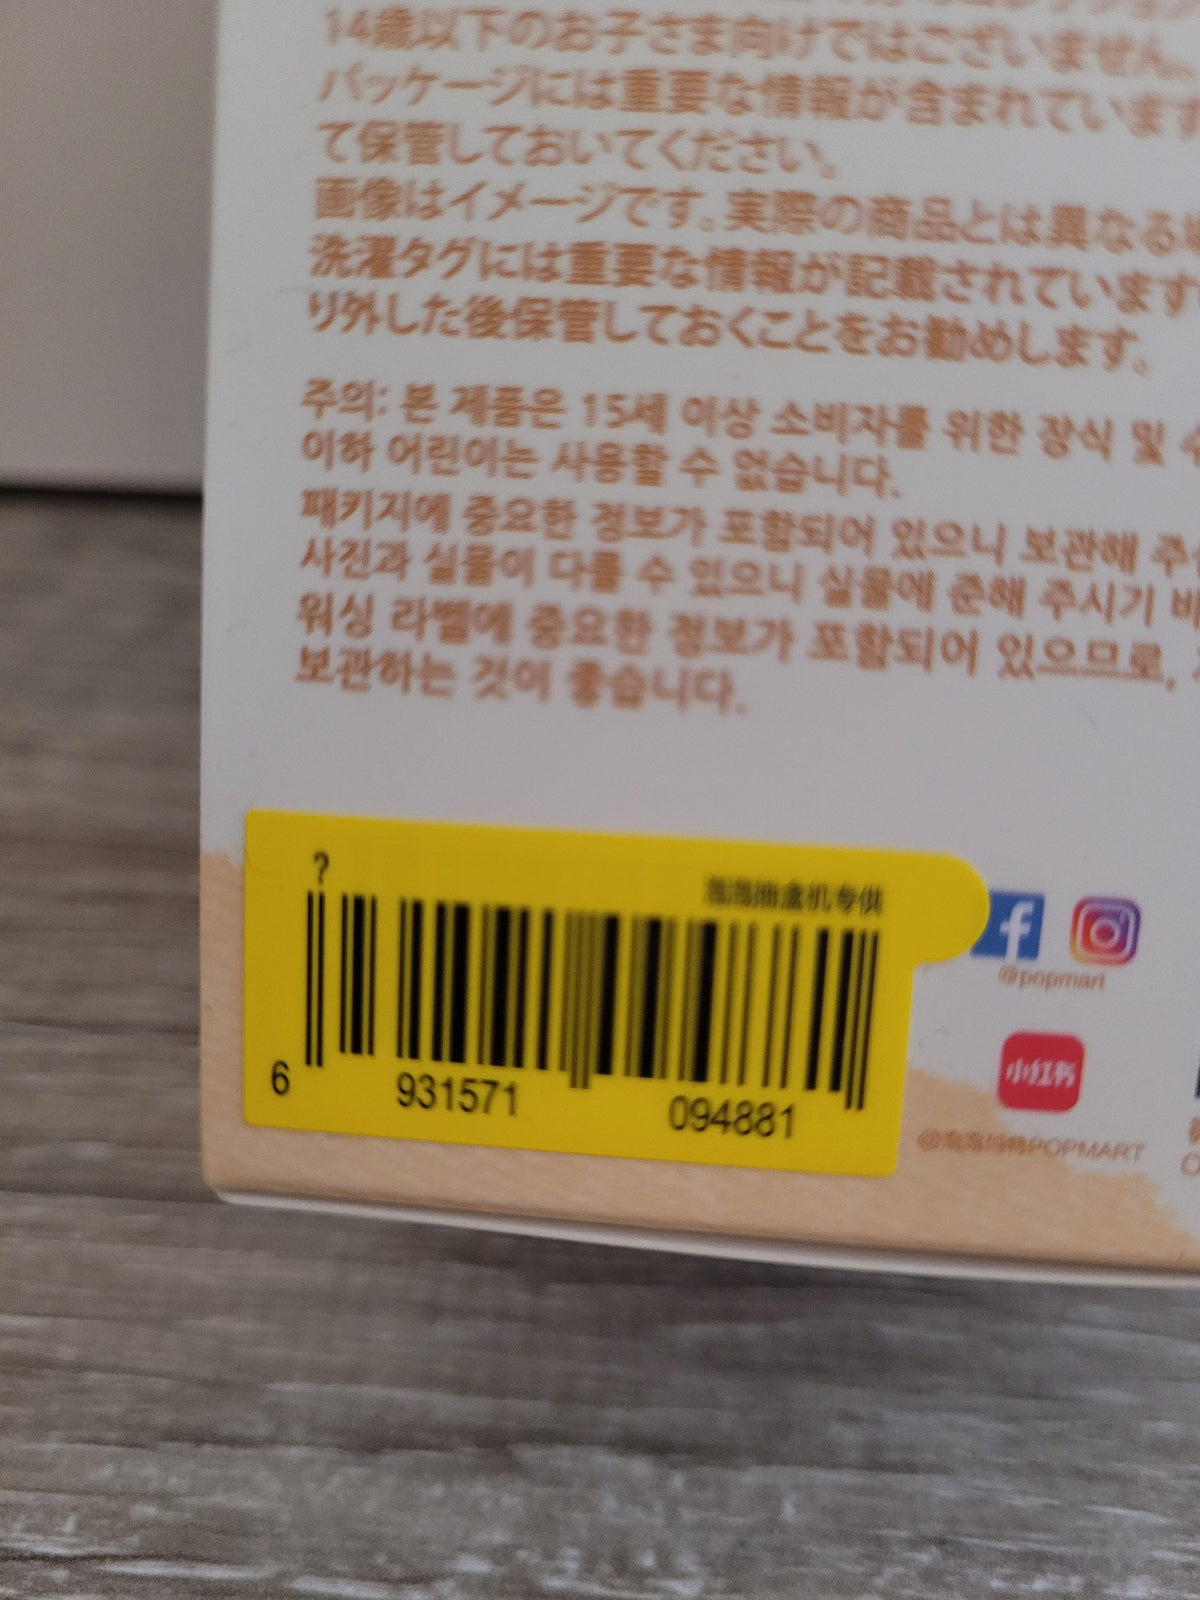 14歳以下のお子さま向けではございません。
パッケージには重要な情報が含まれています
て保管しておいてください。
画像はイメージです。実際の商品とは異なる
洗濯タグには重要な情報が記載されています
り外した後保管しておくことをお勧めします。
주의: 본 제품은 15세 이상 소비자를 위한 장식 및
이하 어린이는 사용할 수 없습니다.
패키지에 중요한 정보가 포함되어 있으니 보관해
사진과 실물이 다를 수 있으니 실물에 준해 주시기
워싱 라벨에 중요한 정보가 포함되어 있으므로,
보관하는 것이 좋습니다.
?
泡泡抽盒机专供
6 931571 094881
@popmart
小红书
@泡泡玛特POPMART